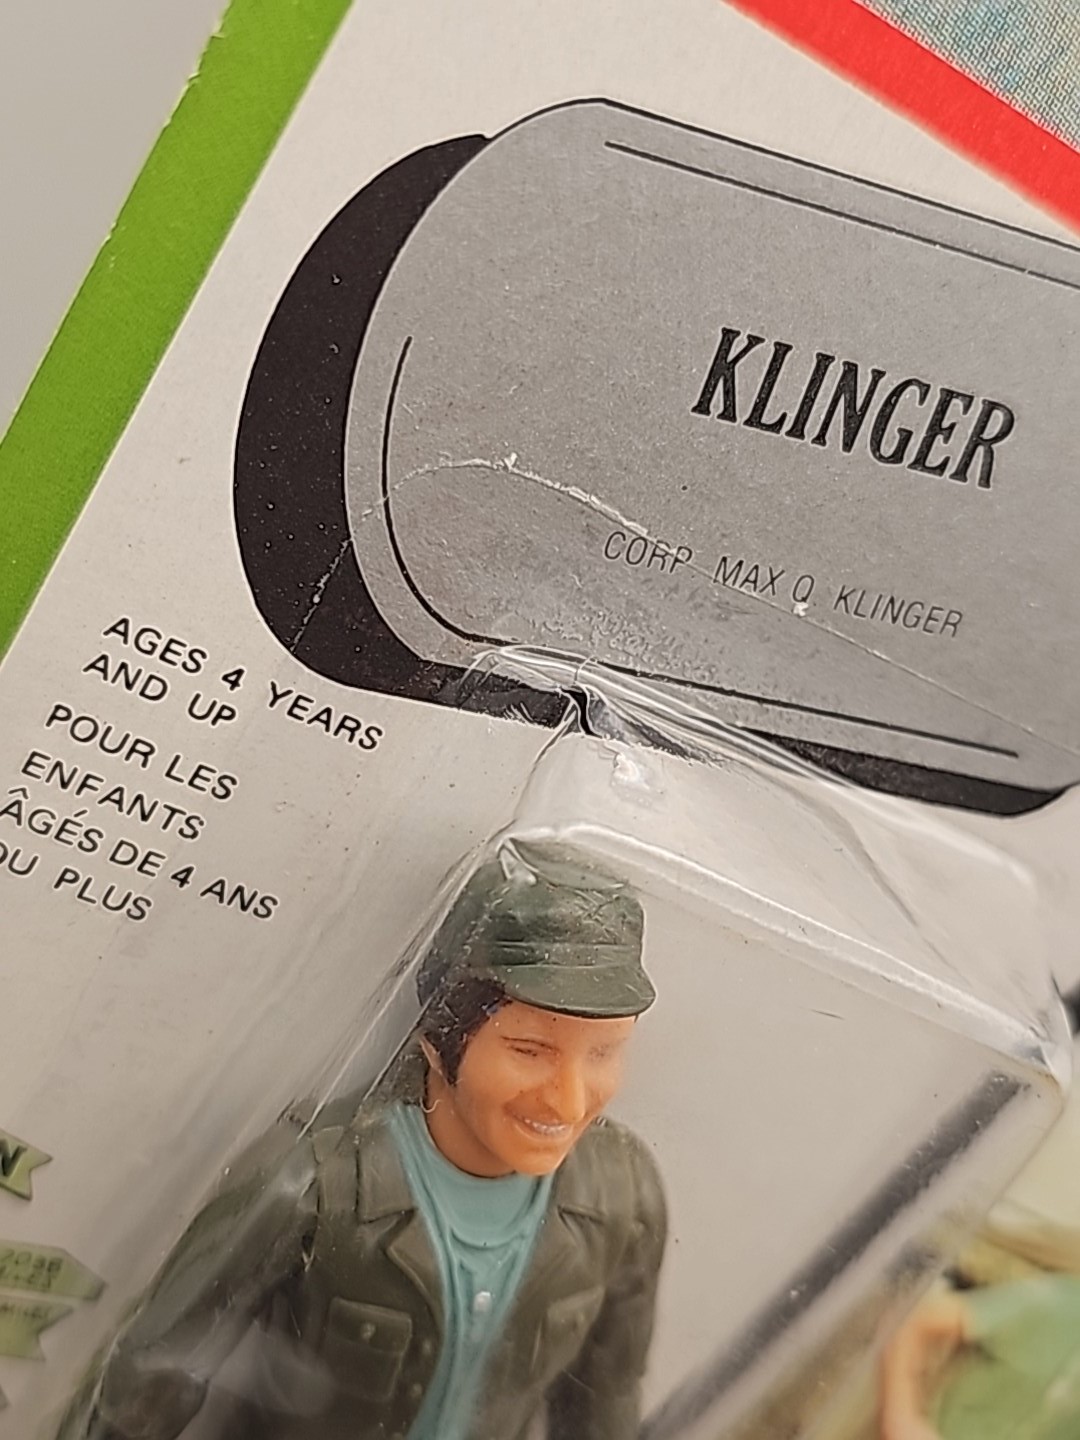 KLINGER
CORP. MAX Q. KLINGER
AGES 4 YEARS
AND UP
POUR LES
ENFANTS
ÂGÉS DE 4 ANS
OU PLUS